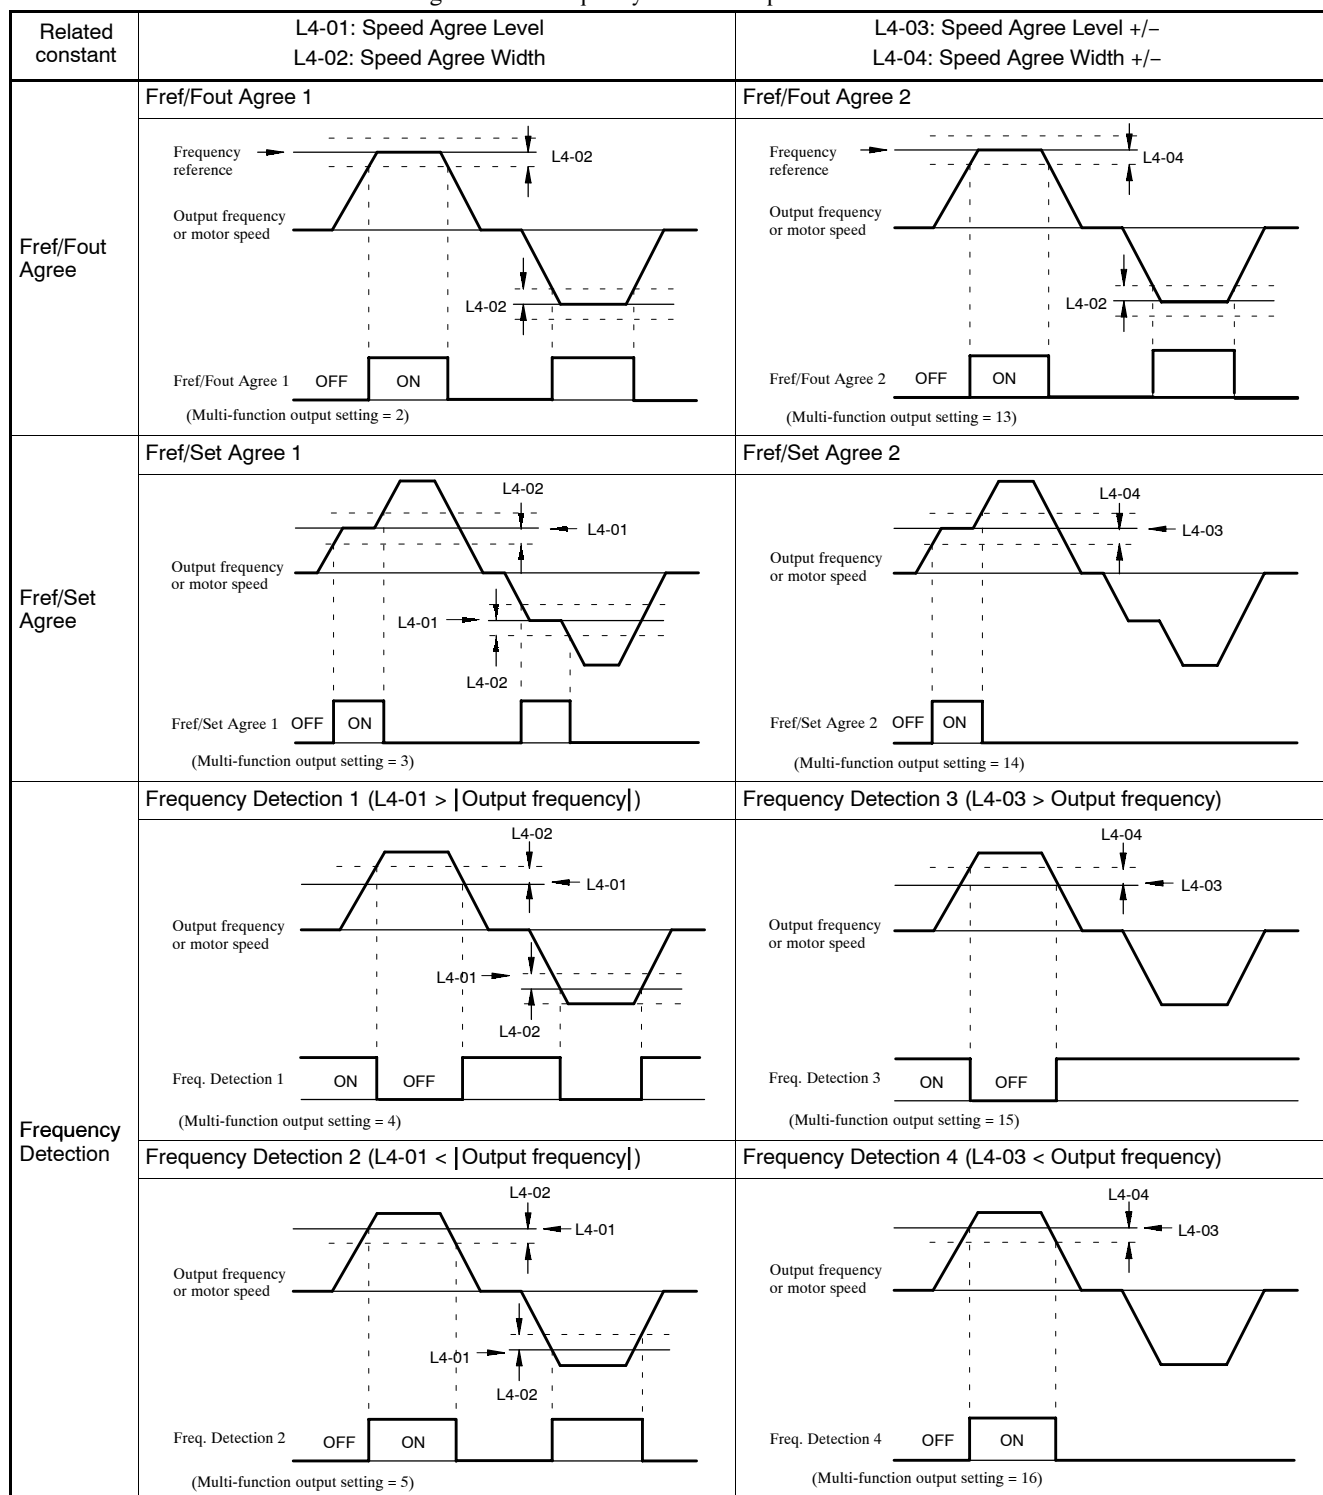 Related
constant
L4-01: Speed Agree Level
L4-02: Speed Agree Width
L4-03: Speed Agree Level +/−
L4-04: Speed Agree Width +/−
Fref/Fout
Agree
Fref/Fout Agree 1
Frequency
reference
L4-02
Output frequency
or motor speed
L4-02
Fref/Fout Agree 1 OFF ON
(Multi-function output setting = 2)
Fref/Fout Agree 2
Frequency
reference
L4-04
Output frequency
or motor speed
L4-02
Fref/Fout Agree 2 OFF ON
(Multi-function output setting = 13)
Fref/Set
Agree
Fref/Set Agree 1
L4-02
L4-01
Output frequency
or motor speed
L4-01
L4-02
Fref/Set Agree 1 OFF ON
(Multi-function output setting = 3)
Fref/Set Agree 2
L4-04
L4-03
Output frequency
or motor speed
Fref/Set Agree 2 OFF ON
(Multi-function output setting = 14)
Frequency
Detection
Frequency Detection 1 (L4-01 > |Output frequency|)
L4-02
L4-01
Output frequency
or motor speed
L4-01
L4-02
Freq. Detection 1 ON OFF
(Multi-function output setting = 4)
Frequency Detection 3 (L4-03 > Output frequency)
L4-04
L4-03
Output frequency
or motor speed
Freq. Detection 3 ON OFF
(Multi-function output setting = 15)
Frequency Detection 2 (L4-01 < |Output frequency|)
L4-02
L4-01
Output frequency
or motor speed
L4-01
L4-02
Freq. Detection 2 OFF ON
(Multi-function output setting = 5)
Frequency Detection 4 (L4-03 < Output frequency)
L4-04
L4-03
Output frequency
or motor speed
Freq. Detection 4 OFF ON
(Multi-function output setting = 16)